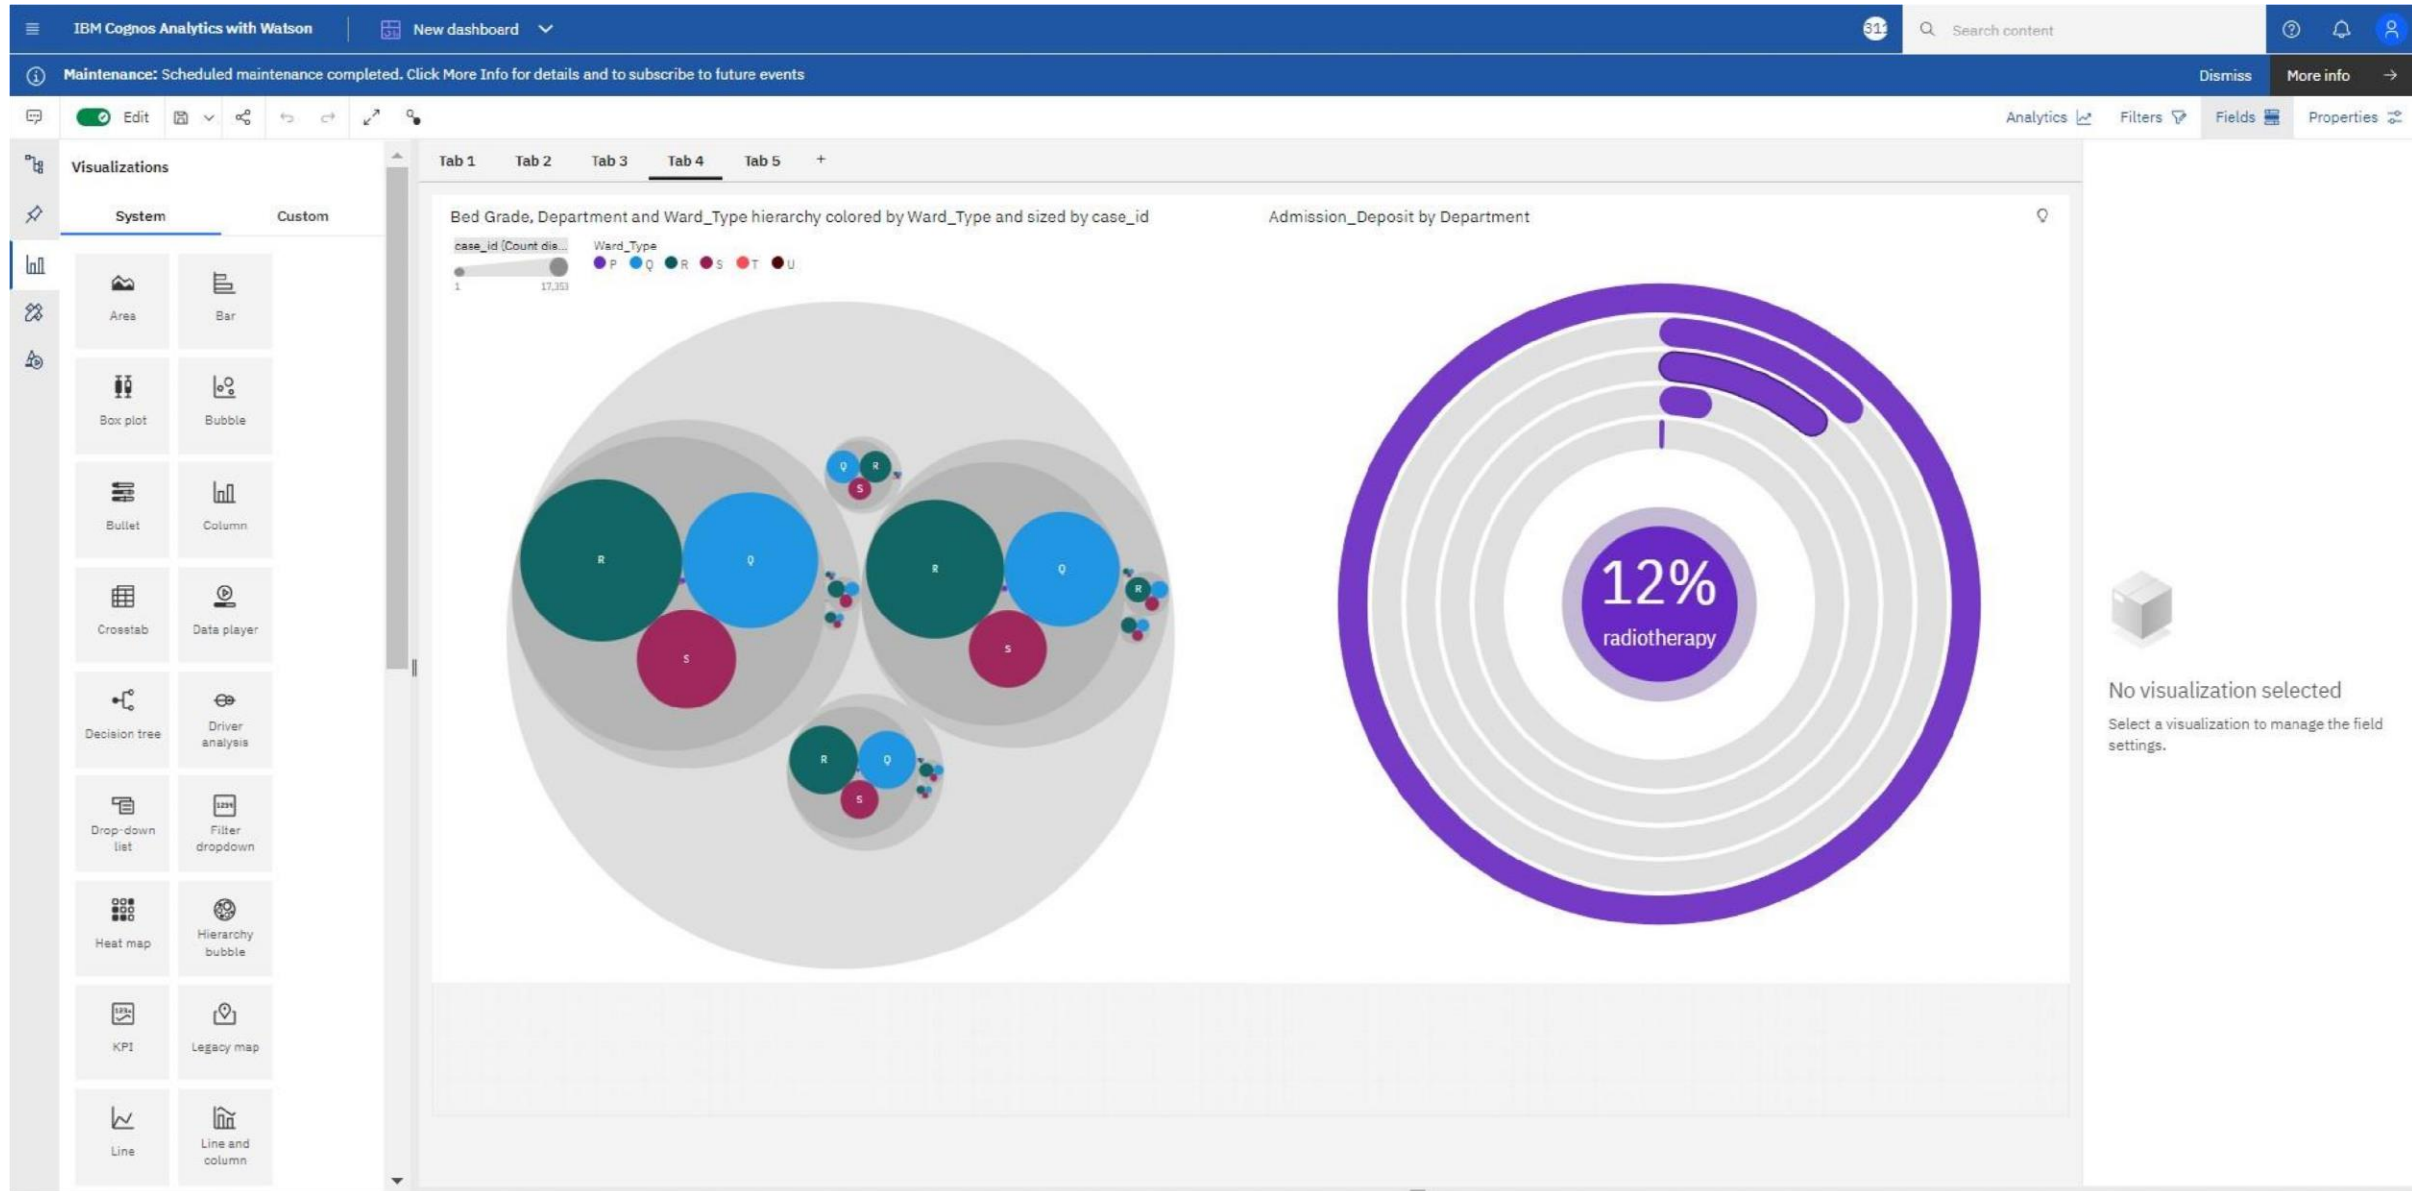 IBM Cognos Analytics with Watson
New dashboard
Search content
Maintenance: Scheduled maintenance completed. Click More Info for details and to subscribe to future events
Dismiss
More info
Edit
Analytics
Filters
Fields
Properties
Visualizations
System
Custom
Area
Bar
Box plot
Bubble
Bullet
Column
Crosstab
Data player
Decision tree
Driver
analysis
Drop-down
list
Filter
dropdown
Heat map
Hierarchy
bubble
KPI
Legacy map
Line
Line and
column
Tab 1
Tab 2
Tab 3
Tab 4
Tab 5
+
Bed Grade, Department and Ward_Type hierarchy colored by Ward_Type and sized by case_id
case_id (Count dis...
1
17,353
Ward_Type
P Q R S T U
Q R
S
R Q
S
R Q
S
R
R Q
S
Admission_Deposit by Department
12%
radiotherapy
No visualization selected
Select a visualization to manage the field
settings.